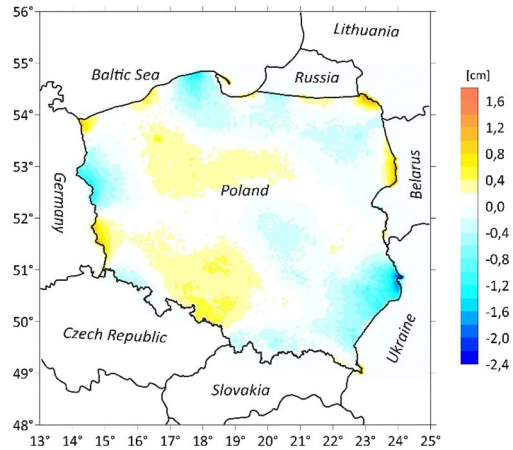 56°
55°
54°
53°
52°
51°
50°
49°
48°
13° 14° 15° 16° 17° 18° 19° 20° 21° 22° 23° 24° 25°
Lithuania
Baltic Sea
Russia
Belarus
Germany
Poland
Ukraine
Czech Republic
Slovakia
[cm]
1,6
1,2
0,8
0,4
0,0
-0,4
-0,8
-1,2
-1,6
-2,0
-2,4